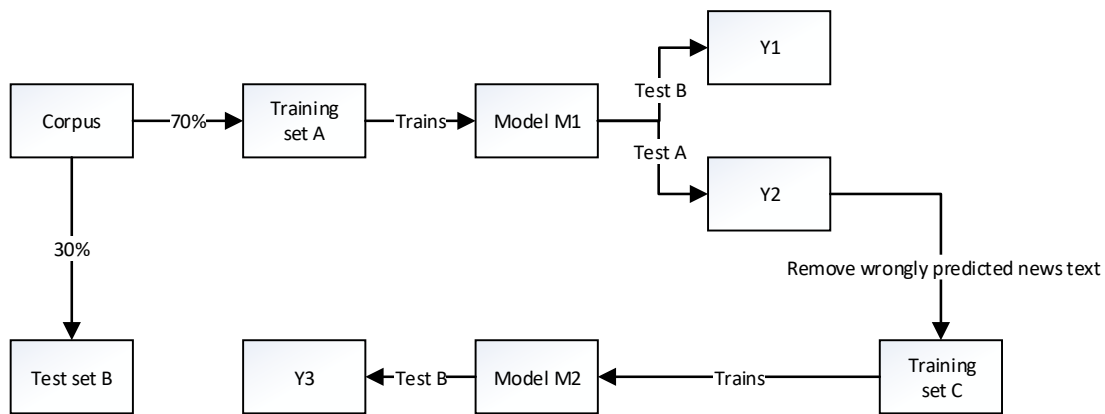 Y1
Test B
Corpus
70%
Training
set A
Trains
Model M1
Test A
Y2
30%
Remove wrongly predicted news text
Test set B
Y3
Test B
Model M2
Trains
Training
set C